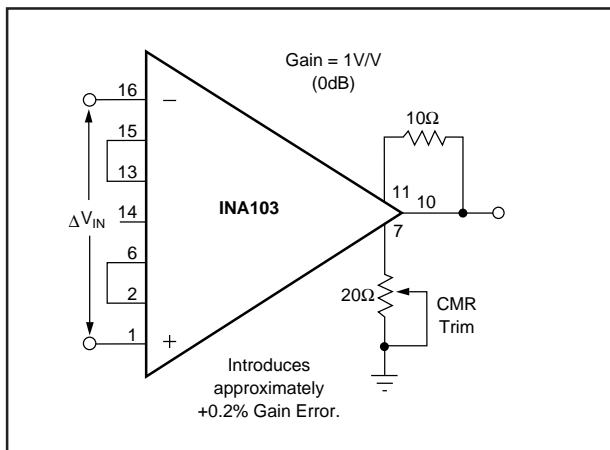 Gain = 1V/V
(0dB)
10Ω
16
–
15
13
INA103
11
10
14
ΔV_IN
7
6
2
20Ω
CMR
Trim
1
+
Introduces
approximately
+0.2% Gain Error.